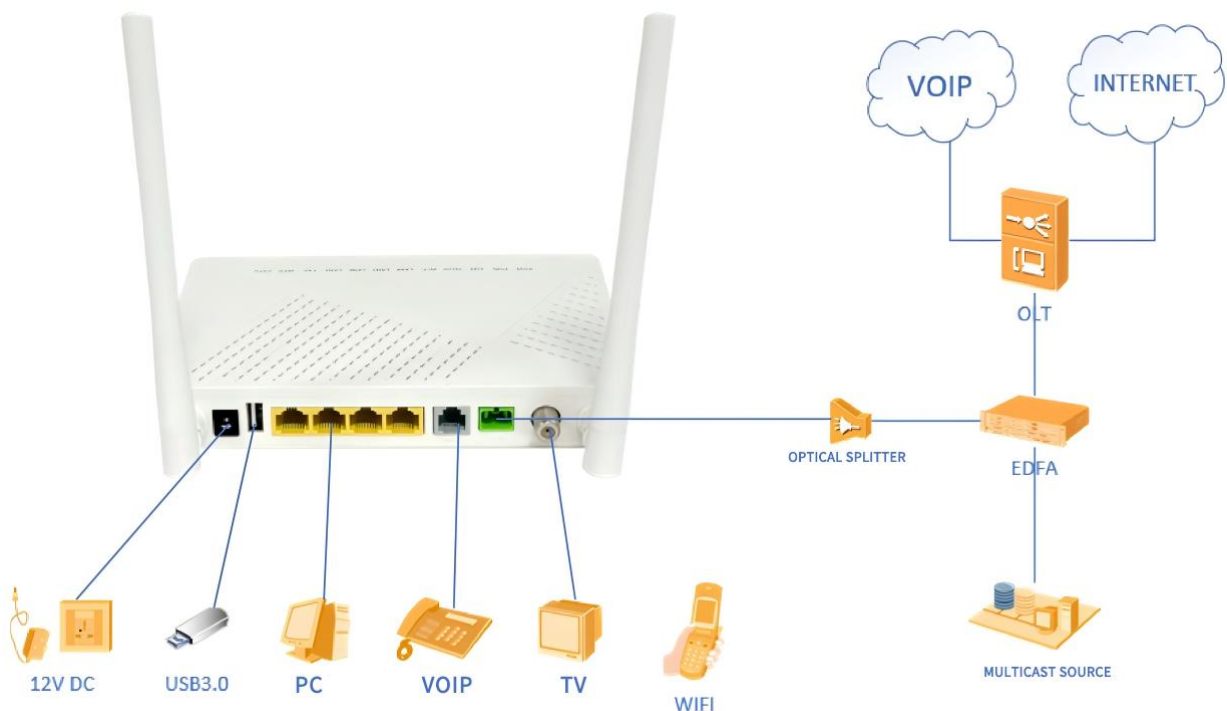 VOIP
INTERNET
OLT
OPTICAL SPLITTER
EDFA
12V DC
USB3.0
PC
VOIP
TV
WIFI
MULTICAST SOURCE